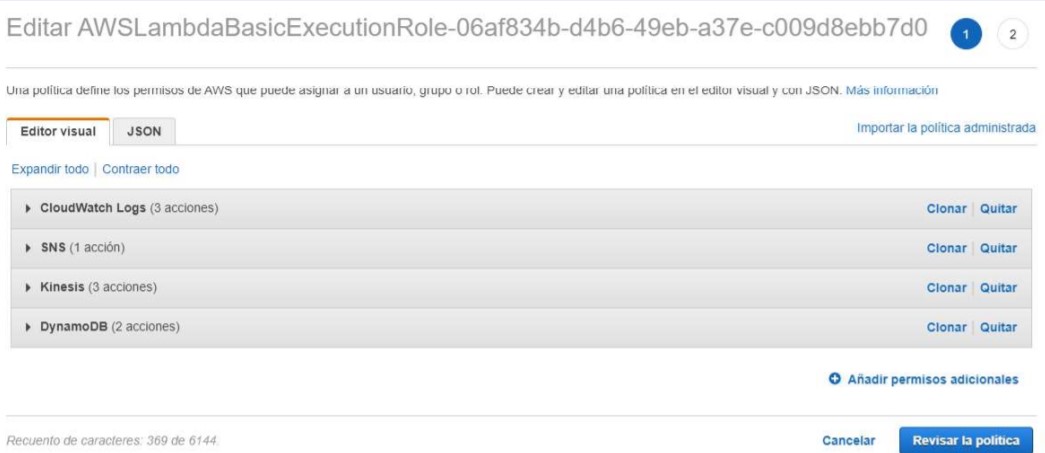 Editar AWSLambdaBasicExecutionRole-06af834b-d4b6-49eb-a37e-c009d8ebb7d0 1 2
Una política define los permisos de AWS que puede asignar a un usuario, grupo o rol. Puede crear y editar una política en el editor visual y con JSON. Más información
Editor visual JSON Importar la política administrada
Expandir todo | Contraer todo
CloudWatch Logs (3 acciones) Clonar | Quitar
SNS (1 acción) Clonar | Quitar
Kinesis (3 acciones) Clonar | Quitar
DynamoDB (2 acciones) Clonar | Quitar
Añadir permisos adicionales
Recuento de caracteres: 369 de 6144. Cancelar Revisar la política